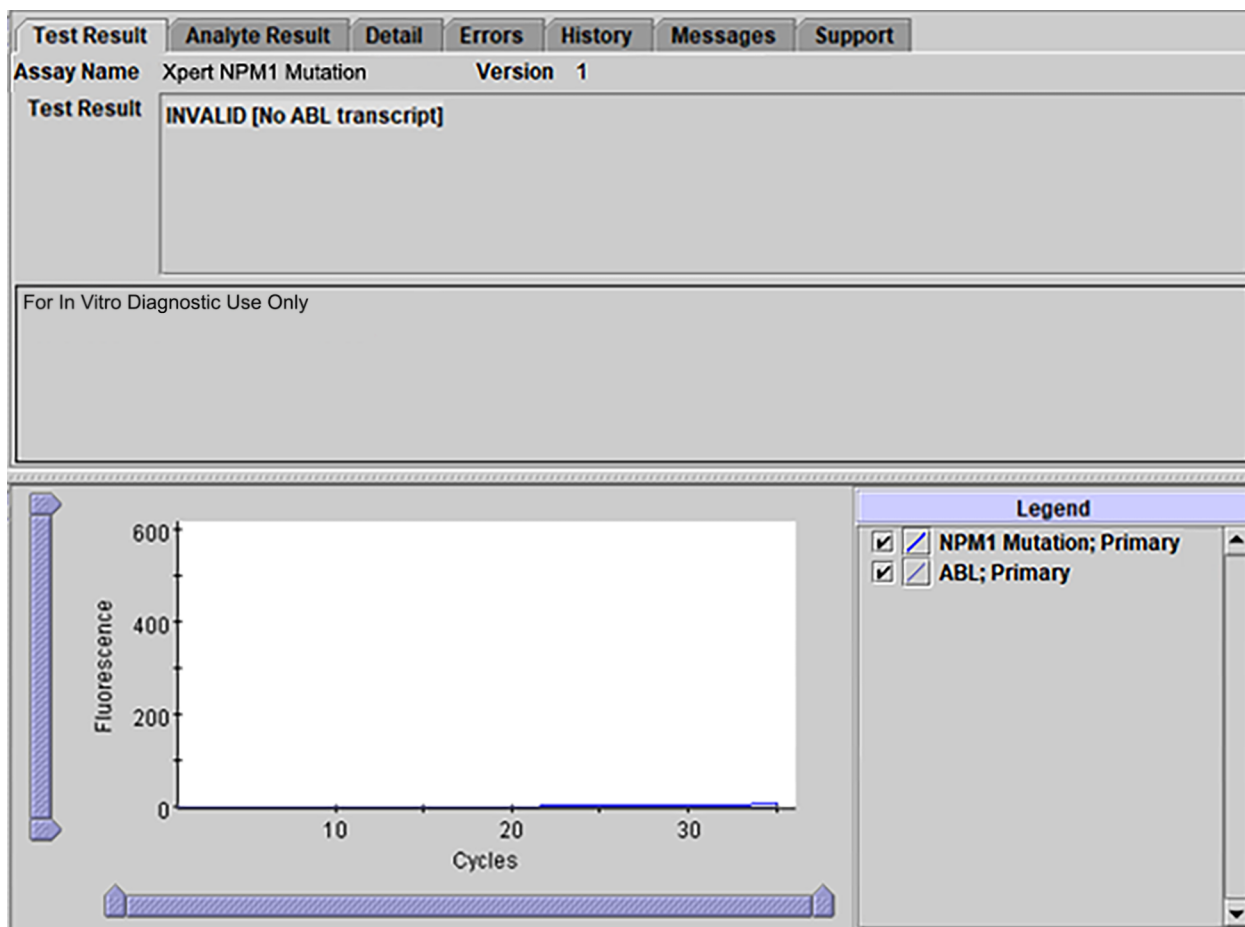 Test Result Analyte Result Detail Errors History Messages Support
Assay Name Xpert NPM1 Mutation Version 1
Test Result INVALID [No ABL transcript]
For In Vitro Diagnostic Use Only
600
400
200
0
Fluorescence
10 20 30
Cycles
Legend
NPM1 Mutation; Primary
ABL; Primary